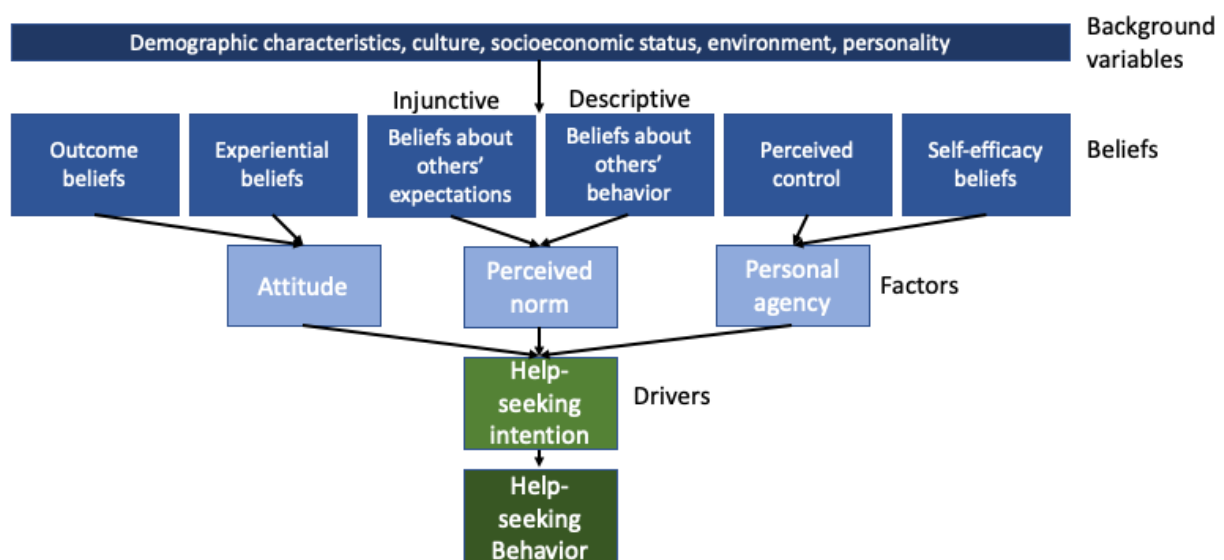 Demographic characteristics, culture, socioeconomic status, environment, personality
Background
variables
Injunctive
Descriptive
Outcome
beliefs
Experiential
beliefs
Beliefs about
others'
expectations
Beliefs about
others'
behavior
Perceived
control
Self-efficacy
beliefs
Beliefs
Attitude
Perceived
norm
Personal
agency
Factors
Help-
seeking
intention
Drivers
Help-
seeking
Behavior